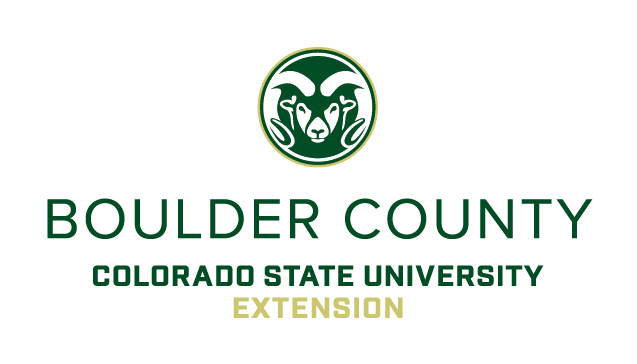 BOULDER COUNTY
COLORADO STATE UNIVERSITY
EXTENSION